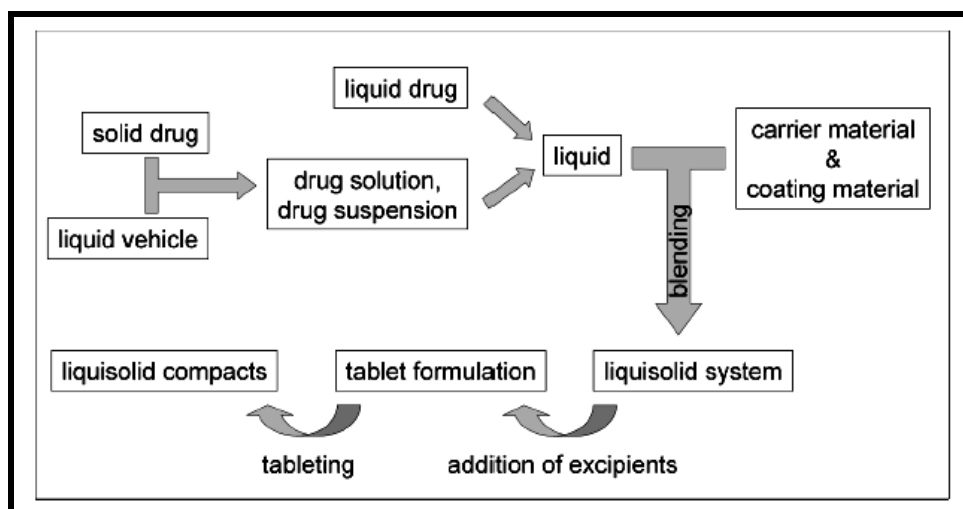 liquid drug
solid drug
liquid vehicle
drug solution,
drug suspension
liquid
carrier material
&
coating material
blending
liquisolid system
addition of excipients
tablet formulation
tableting
liquisolid compacts